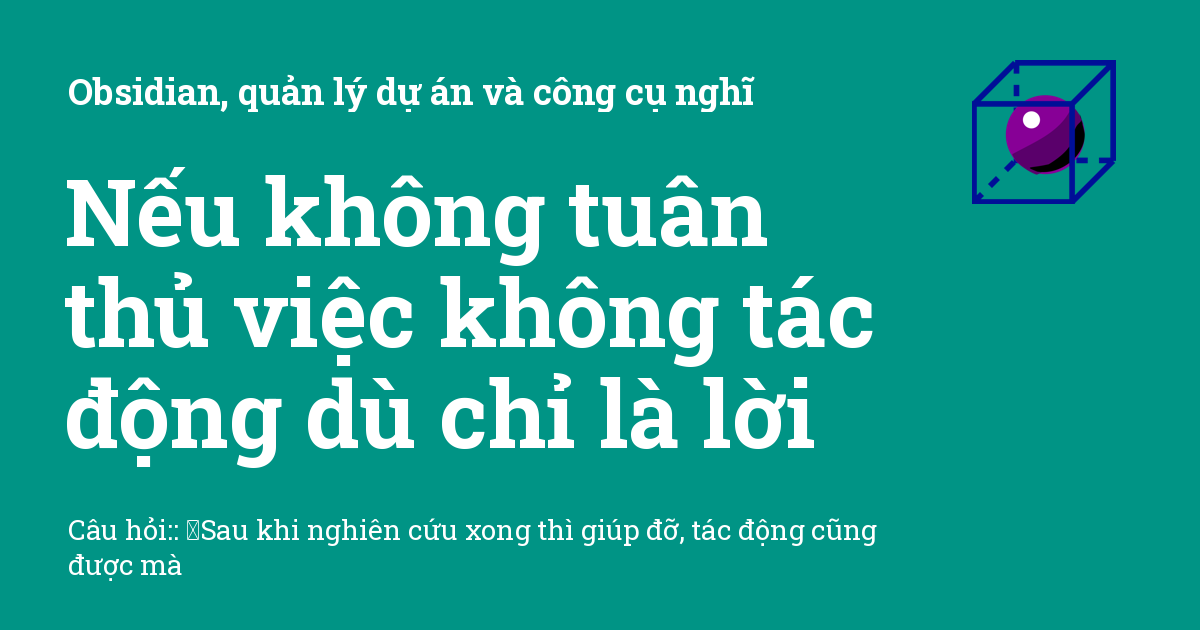 Obsidian, quản lý dự án và công cụ nghĩ
Nếu không tuân
thủ việc không tác
động dù chỉ là lời
Câu hỏi:: Sau khi nghiên cứu xong thì giúp đỡ, tác động cũng
được mà